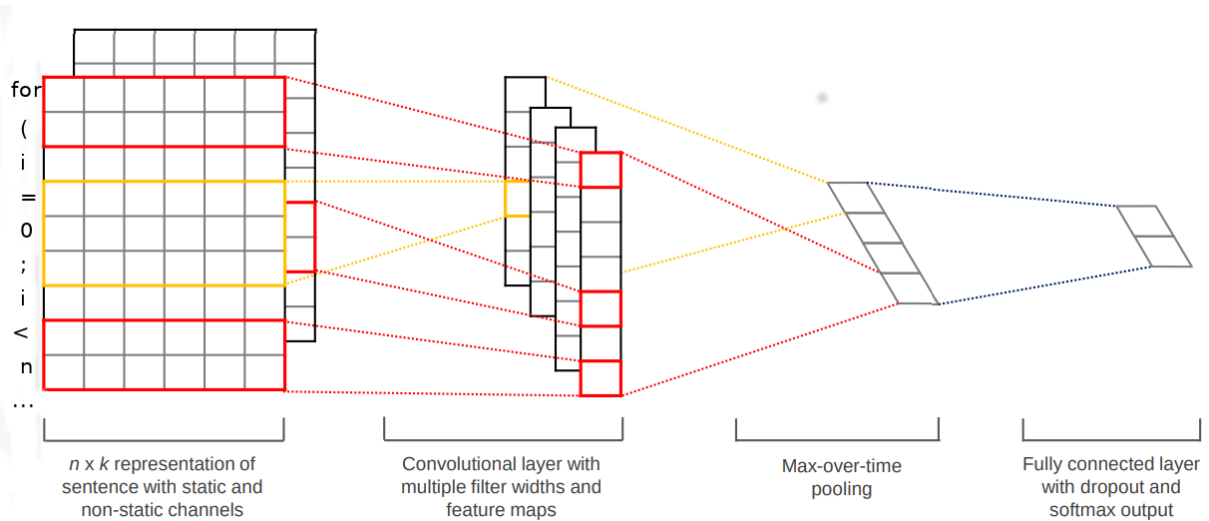 for
(
i
=
0
;
i
<
n
...
n x k representation of
sentence with static and
non-static channels
Convolutional layer with
multiple filter widths and
feature maps
Max-over-time
pooling
Fully connected layer
with dropout and
softmax output